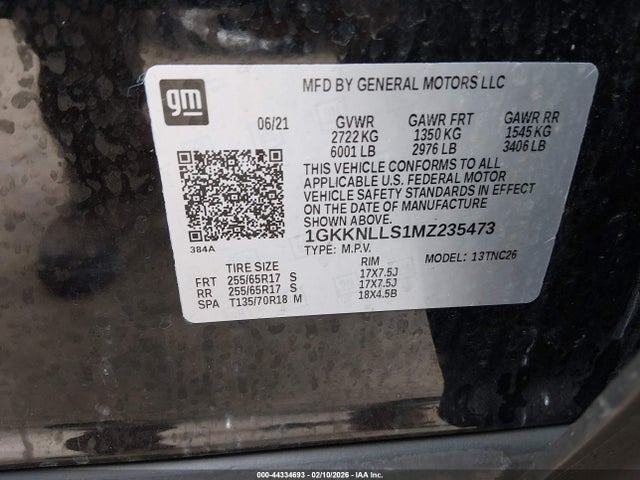 gm
MFD BY GENERAL MOTORS LLC
06/21 GVWR GAWR FRT GAWR RR
2722 KG 1350 KG 1545 KG
6001 LB 2976 LB 3406 LB
THIS VEHICLE CONFORMS TO ALL
APPLICABLE U.S. FEDERAL MOTOR
VEHICLE SAFETY STANDARDS IN EFFECT
ON THE DATE OF MANUFACTURE
SHOWN ABOVE.
384A
1GKKNLLS1MZ235473
TYPE: M.P.V. MODEL: 13TNC26
TIRE SIZE RIM
FRT 255/65R17 S 17X7.5J
RR 255/65R17 S 17X7.5J
SPA T135/70R18 M 18X4.5B
000-44334693 - 02/10/2026 - IAA Inc.